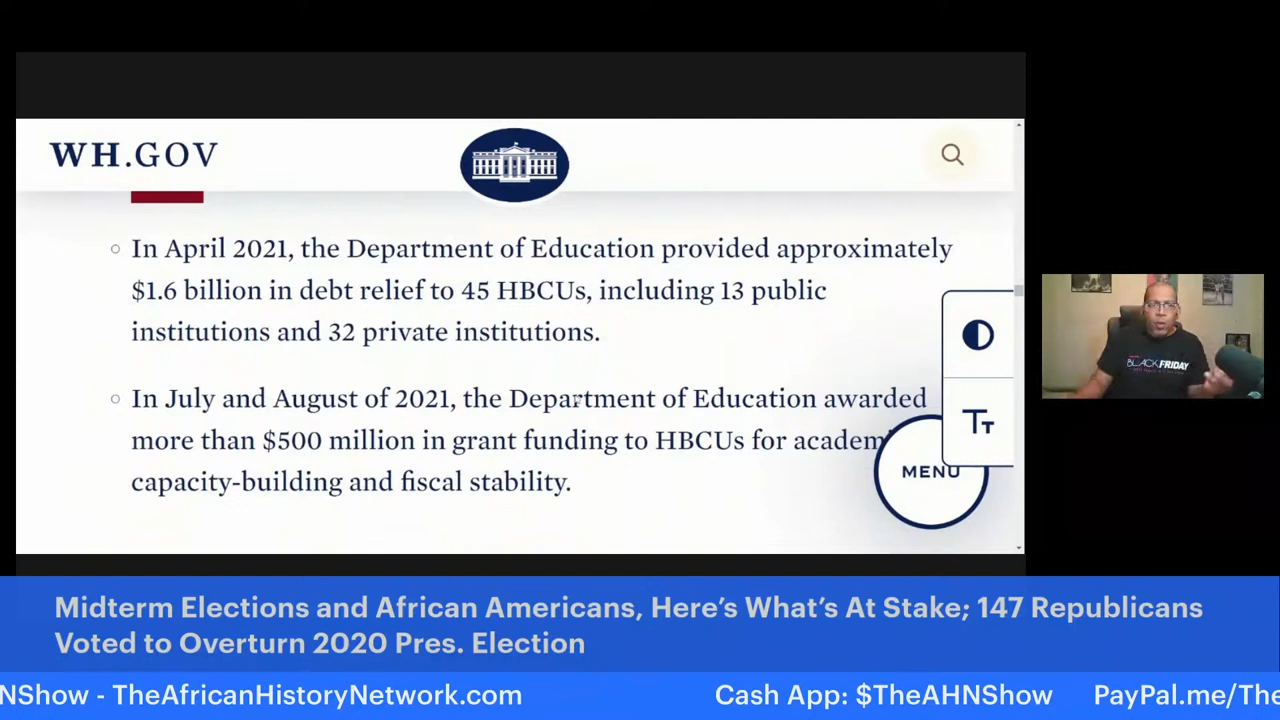 WH.GOV
In April 2021, the Department of Education provided approximately
$1.6 billion in debt relief to 45 HBCUs, including 13 public
institutions and 32 private institutions.
In July and August of 2021, the Department of Education awarded
more than $500 million in grant funding to HBCUs for academ
capacity-building and fiscal stability.
TT
MENU
BLACK FRIDAY
Midterm Elections and African Americans, Here's What's At Stake; 147 Republicans
Voted to Overturn 2020 Pres. Election
NShow - TheAfricanHistoryNetwork.com Cash App: $TheAHNShow PayPal.me/The